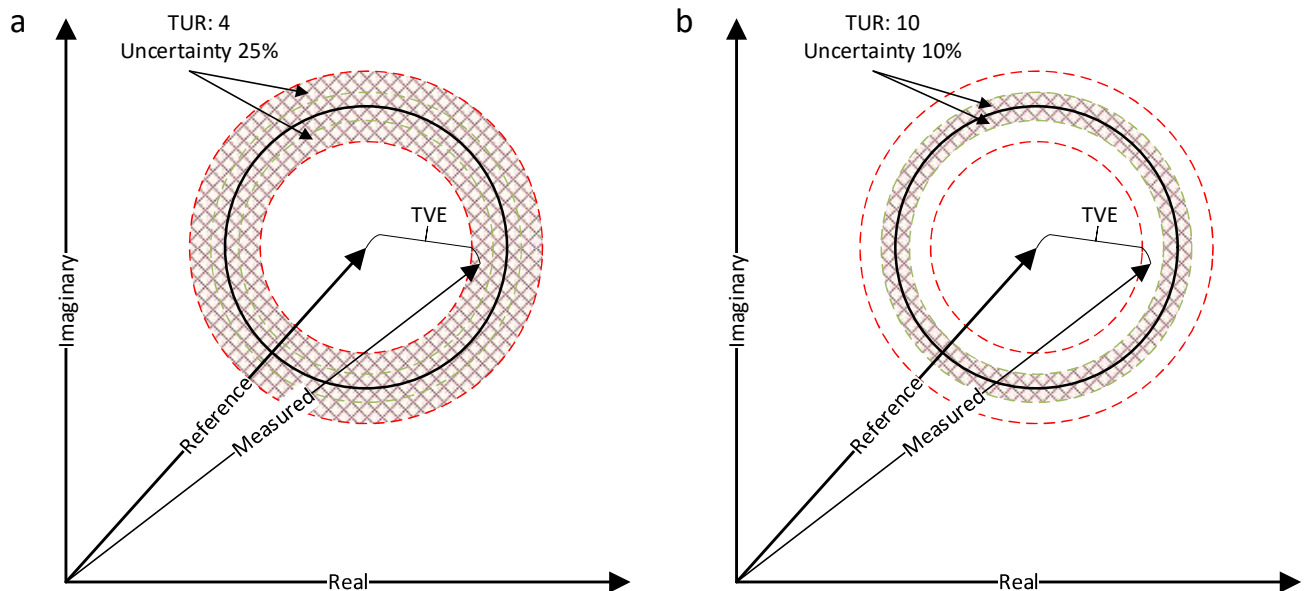 a
TUR: 4
Uncertainty 25%
TVE
Imaginary
Reference
Measured
Real
b
TUR: 10
Uncertainty 10%
TVE
Imaginary
Reference
Measured
Real